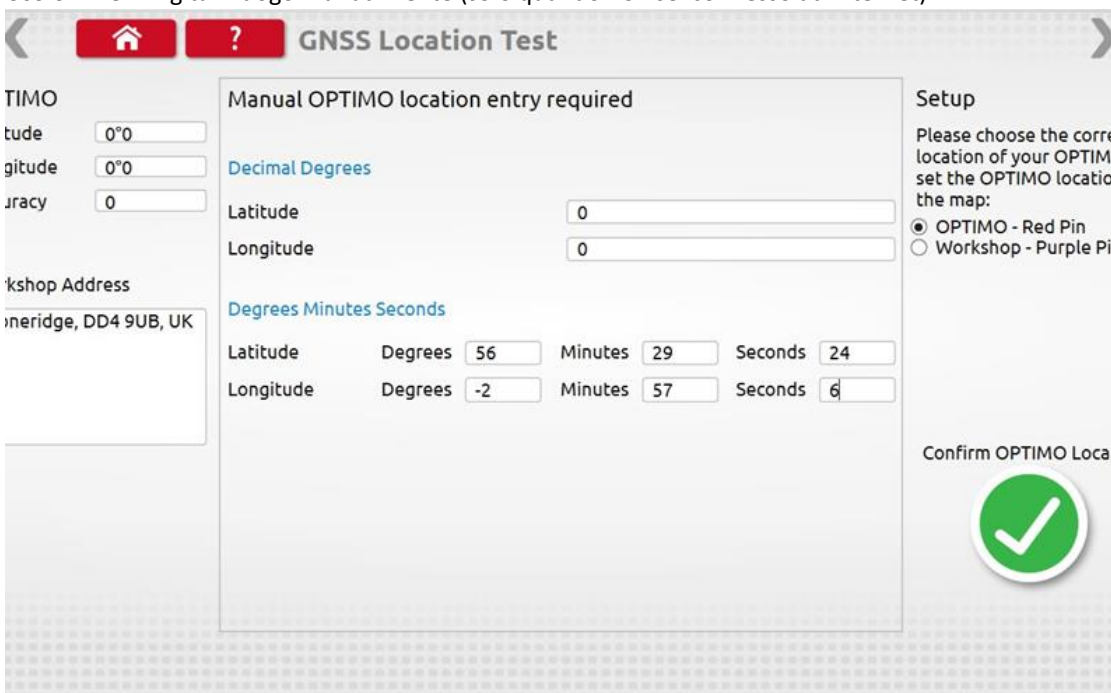 ? GNSS Location Test
TIMO
tude 0°0
gitude 0°0
uracy 0
rkshop Address
oneridge, DD4 9UB, UK
Manual OPTIMO location entry required
Decimal Degrees
Latitude 0
Longitude 0
Degrees Minutes Seconds
Latitude Degrees 56 Minutes 29 Seconds 24
Longitude Degrees -2 Minutes 57 Seconds 6
Setup
Please choose the corre
location of your OPTIM
set the OPTIMO locatio
the map:
OPTIMO - Red Pin
Workshop - Purple Pi
Confirm OPTIMO Loca